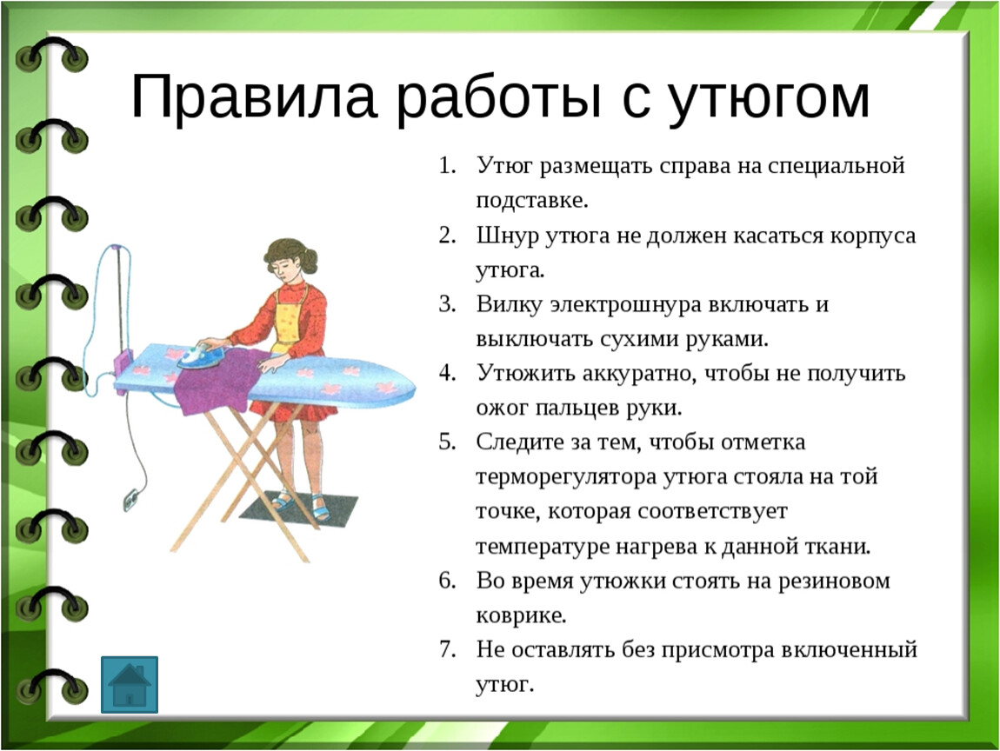 Правила работы с утюгом
1. Утюг размещать справа на специальной
подставке.
2. Шнур утюга не должен касаться корпуса
утюга.
3. Вилку электрошнура включать и
выключать сухими руками.
4. Утюжить аккуратно, чтобы не получить
ожог пальцев руки.
5. Следите за тем, чтобы отметка
терморегулятора утюга стояла на той
точке, которая соответствует
температуре нагрева к данной ткани.
6. Во время утюжки стоять на резиновом
коврике.
7. Не оставлять без присмотра включенный
утюг.